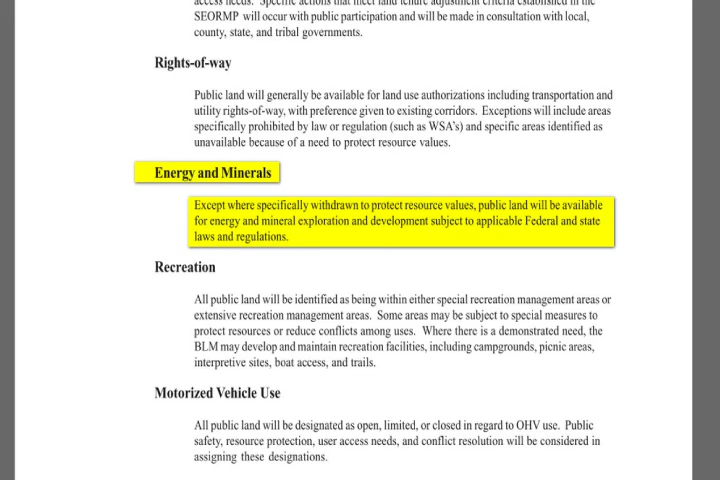 access needs. Specific actions that meet land tenure adjustment criteria established in the
SEORMP will occur with public participation and will be made in consultation with local,
county, state, and tribal governments.
Rights-of-way
Public land will generally be available for land use authorizations including transportation and
utility rights-of-way, with preference given to existing corridors. Exceptions will include areas
specifically prohibited by law or regulation (such as WSA's) and specific areas identified as
unavailable because of a need to protect resource values.
Energy and Minerals
Except where specifically withdrawn to protect resource values, public land will be available
for energy and mineral exploration and development subject to applicable Federal and state
laws and regulations.
Recreation
All public land will be identified as being within either special recreation management areas or
extensive recreation management areas. Some areas may be subject to special measures to
protect resources or reduce conflicts among uses. Where there is a demonstrated need, the
BLM may develop and maintain recreation facilities, including campgrounds, picnic areas,
interpretive sites, boat access, and trails.
Motorized Vehicle Use
All public land will be designated as open, limited, or closed in regard to OHV use. Public
safety, resource protection, user access needs, and conflict resolution will be considered in
assigning these designations.